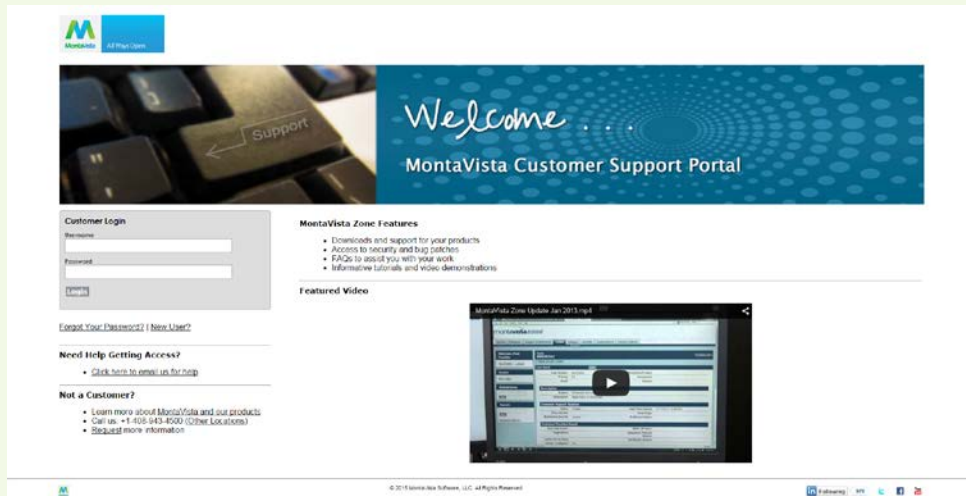 MontaVista
All Ways Open
Support
Welcome ...
MontaVista Customer Support Portal
Customer Login
Username
Password
Login
Forgot Your Password? | New User?
Need Help Getting Access?
Click here to email us for help
Not a Customer?
Learn more about MontaVista and our products
Call us: +1-408-943-4500 (Other Locations)
Request more information
MontaVista Zone Features
Downloads and support for your products
Access to security and bug patches
FAQs to assist you with your work
Informative tutorials and video demonstrations
Featured Video
MontaVista Zone Update Jan 2013.mp4
© 2015 MontaVista Software, LLC. All Rights Reserved
in Following